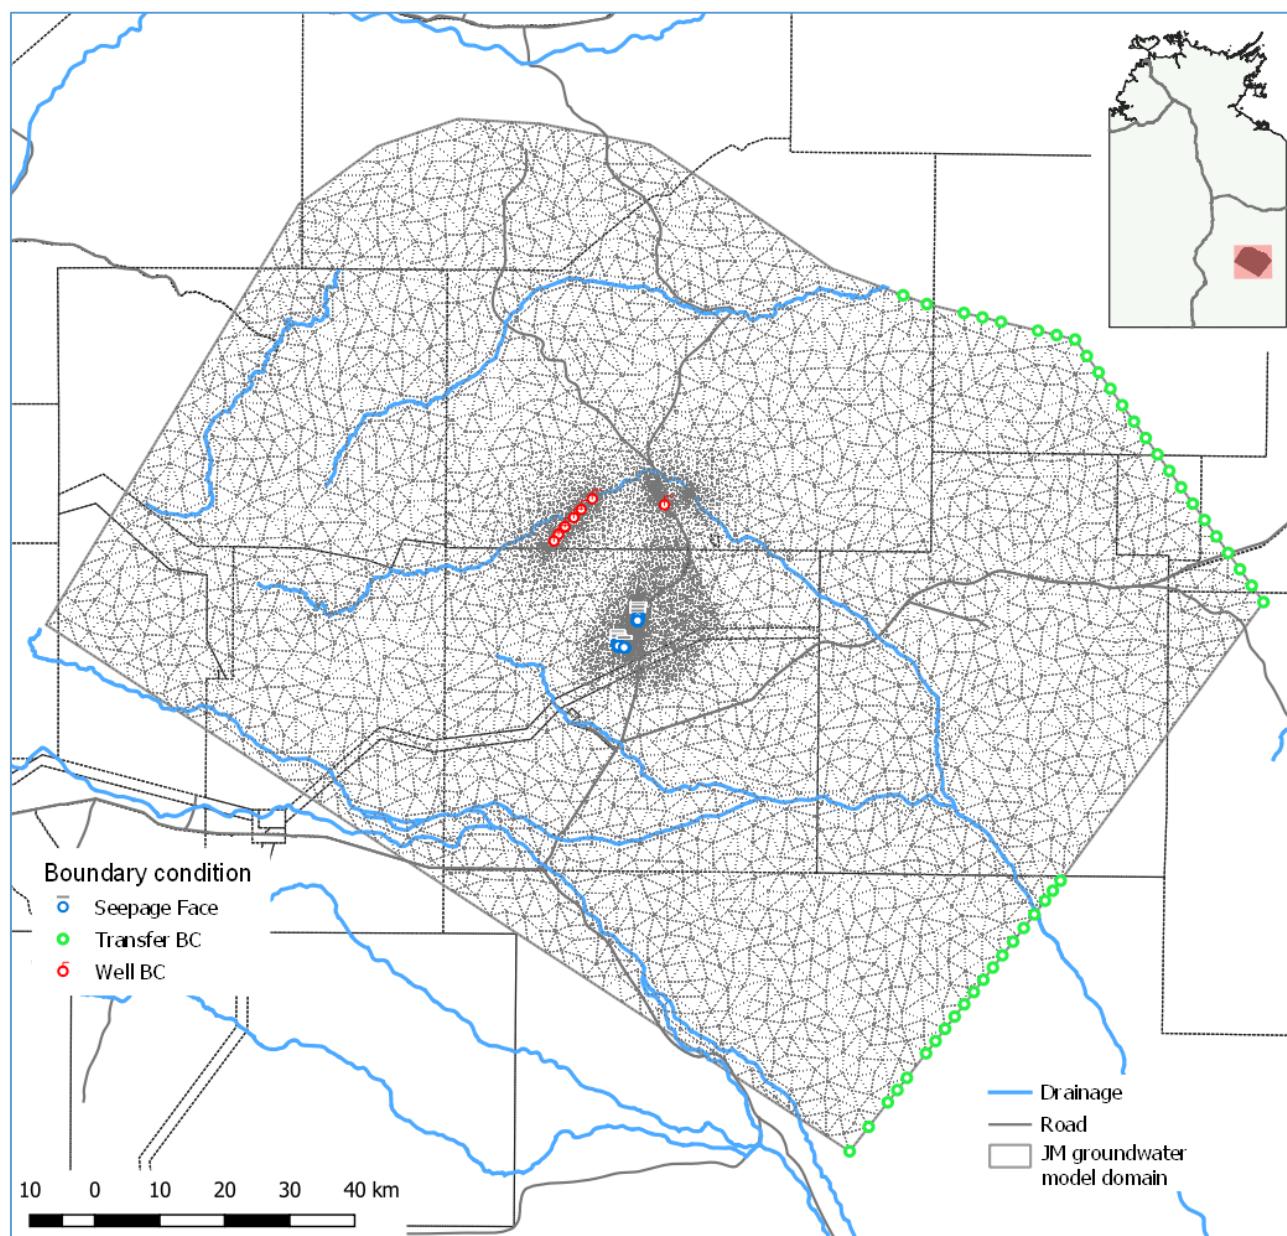 Boundary condition
Seepage Face
Transfer BC
Well BC
Drainage
Road
JM groundwater
model domain
10 0 10 20 30 40 km